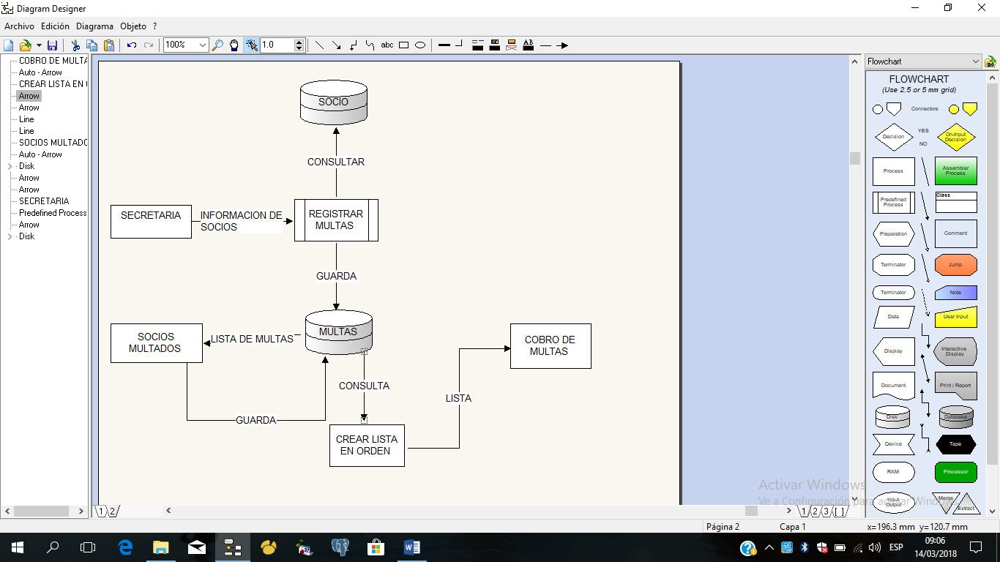 Diagram Designer
Archivo Edición Diagrama Objeto ?
100% 1.0 abc AB
COBRO DE MULTA
Auto - Arrow
CREAR LISTA EN
Arrow
Arrow
Line
Line
SOCIOS MULTADO
Auto - Arrow
Disk
Arrow
Arrow
SECRETARIA
Predefined Process
Arrow
Disk
SOCIO
CONSULTAR
SECRETARIA
INFORMACION DE
SOCIOS
REGISTRAR
MULTAS
GUARDA
SOCIOS
MULTADOS
LISTA DE MULTAS
MULTAS
COBRO DE
MULTAS
CONSULTA
LISTA
GUARDA
CREAR LISTA
EN ORDEN
Flowchart
FLOWCHART
(Use 2.5 or 5 mm grid)
Connectors
Decision
YES
NO
On-Input
Decision
Process
Assembler
Process
Predefined
Process
Class
Preparation
Comment
Terminator
Jump
Terminator
Note
Data
User Input
Display
Interactive
Display
Document
Print / Report
Disk
Database
Device
Tape
RAM
Processor
Input
Output
Merge
Extract
Activar Windows
Ve a Configuración para activar Windows.
1 2
1 2 3 [ ]
Página 2 Capa 1 x=196.3 mm y=120.7 mm
ESP
09:06
14/03/2018